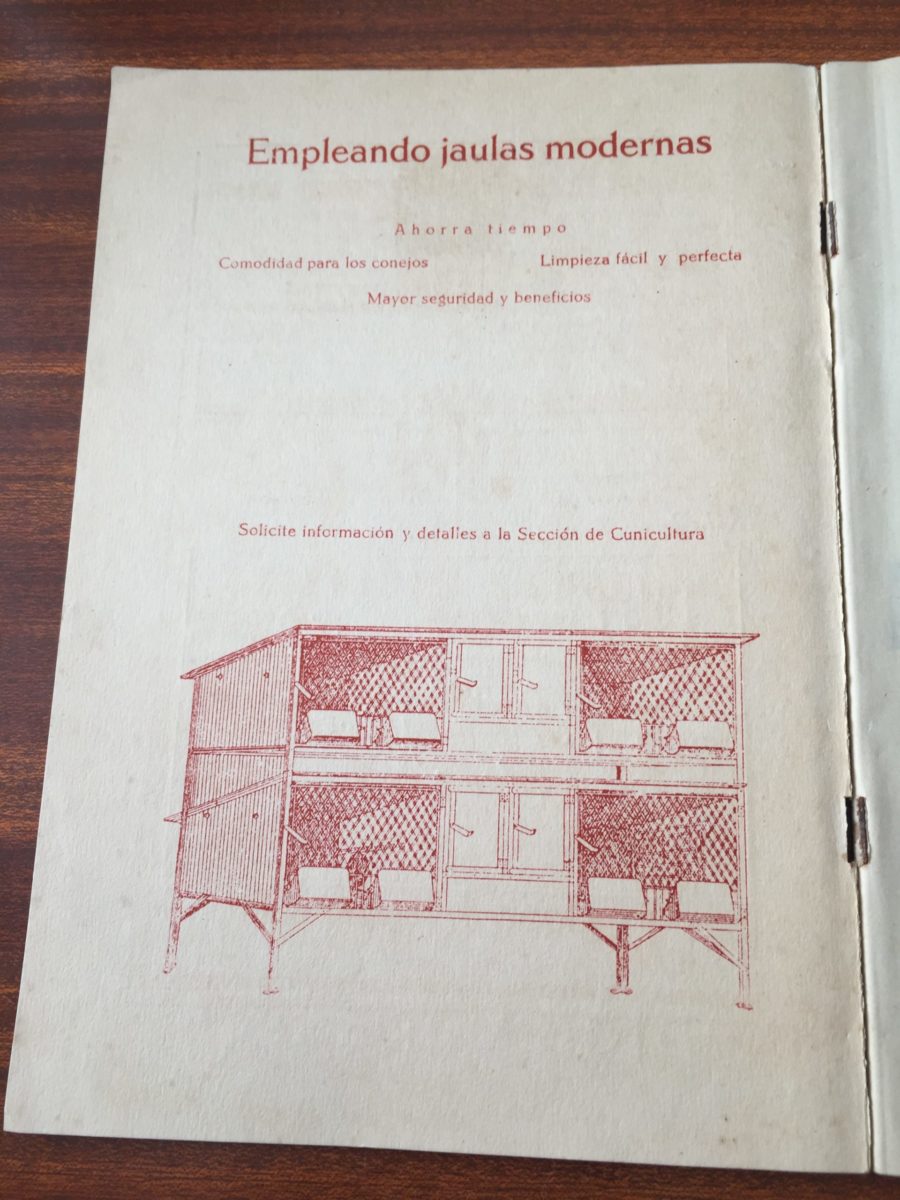 Empleando jaulas modernas
Ahorra tiempo
Comodidad para los conejos
Limpieza fácil y perfecta
Mayor seguridad y beneficios
Solicite información y detalles a la Sección de Cunicultura